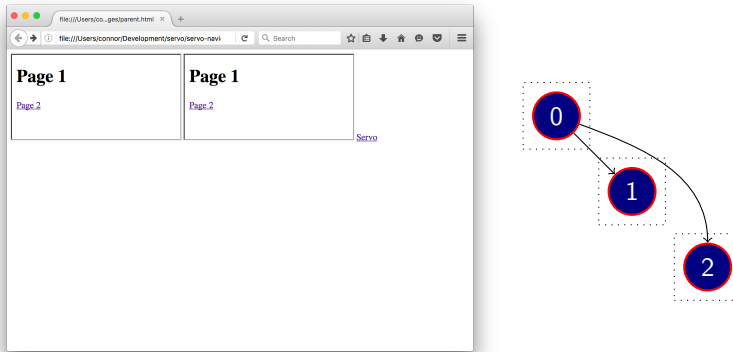 file:///Users/co...ges/parent.html
file:///Users/connor/Development/servo/servo-navi
Search
Page 1
Page 2
Page 1
Page 2
Servo
0
1
2